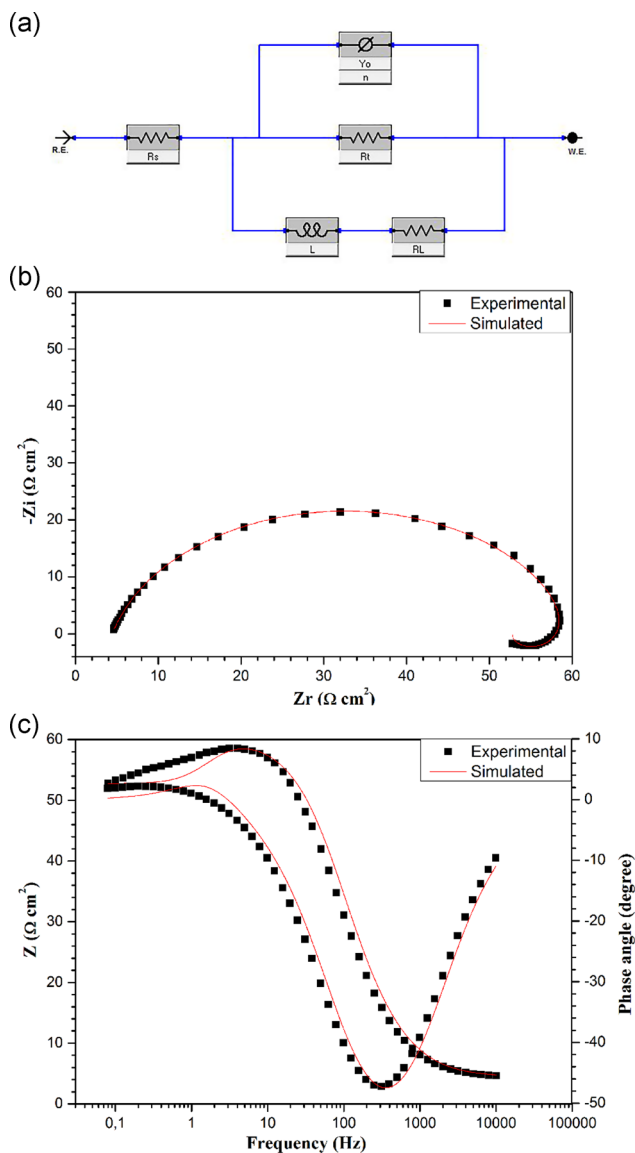 (a)
Yo
n
R.E.
Rs
Rt
W.E.
L
RL
(b)
Experimental
Simulated
60
50
40
30
20
10
0
-Zi (Ω cm²)
0 10 20 30 40 50 60
Zr (Ω cm²)
(c)
Experimental
Simulated
60
50
40
30
20
10
0
Z (Ω cm²)
10
0
-10
-20
-30
-40
-50
Phase angle (degree)
0,1 1 10 100 1000 10000 100000
Frequency (Hz)